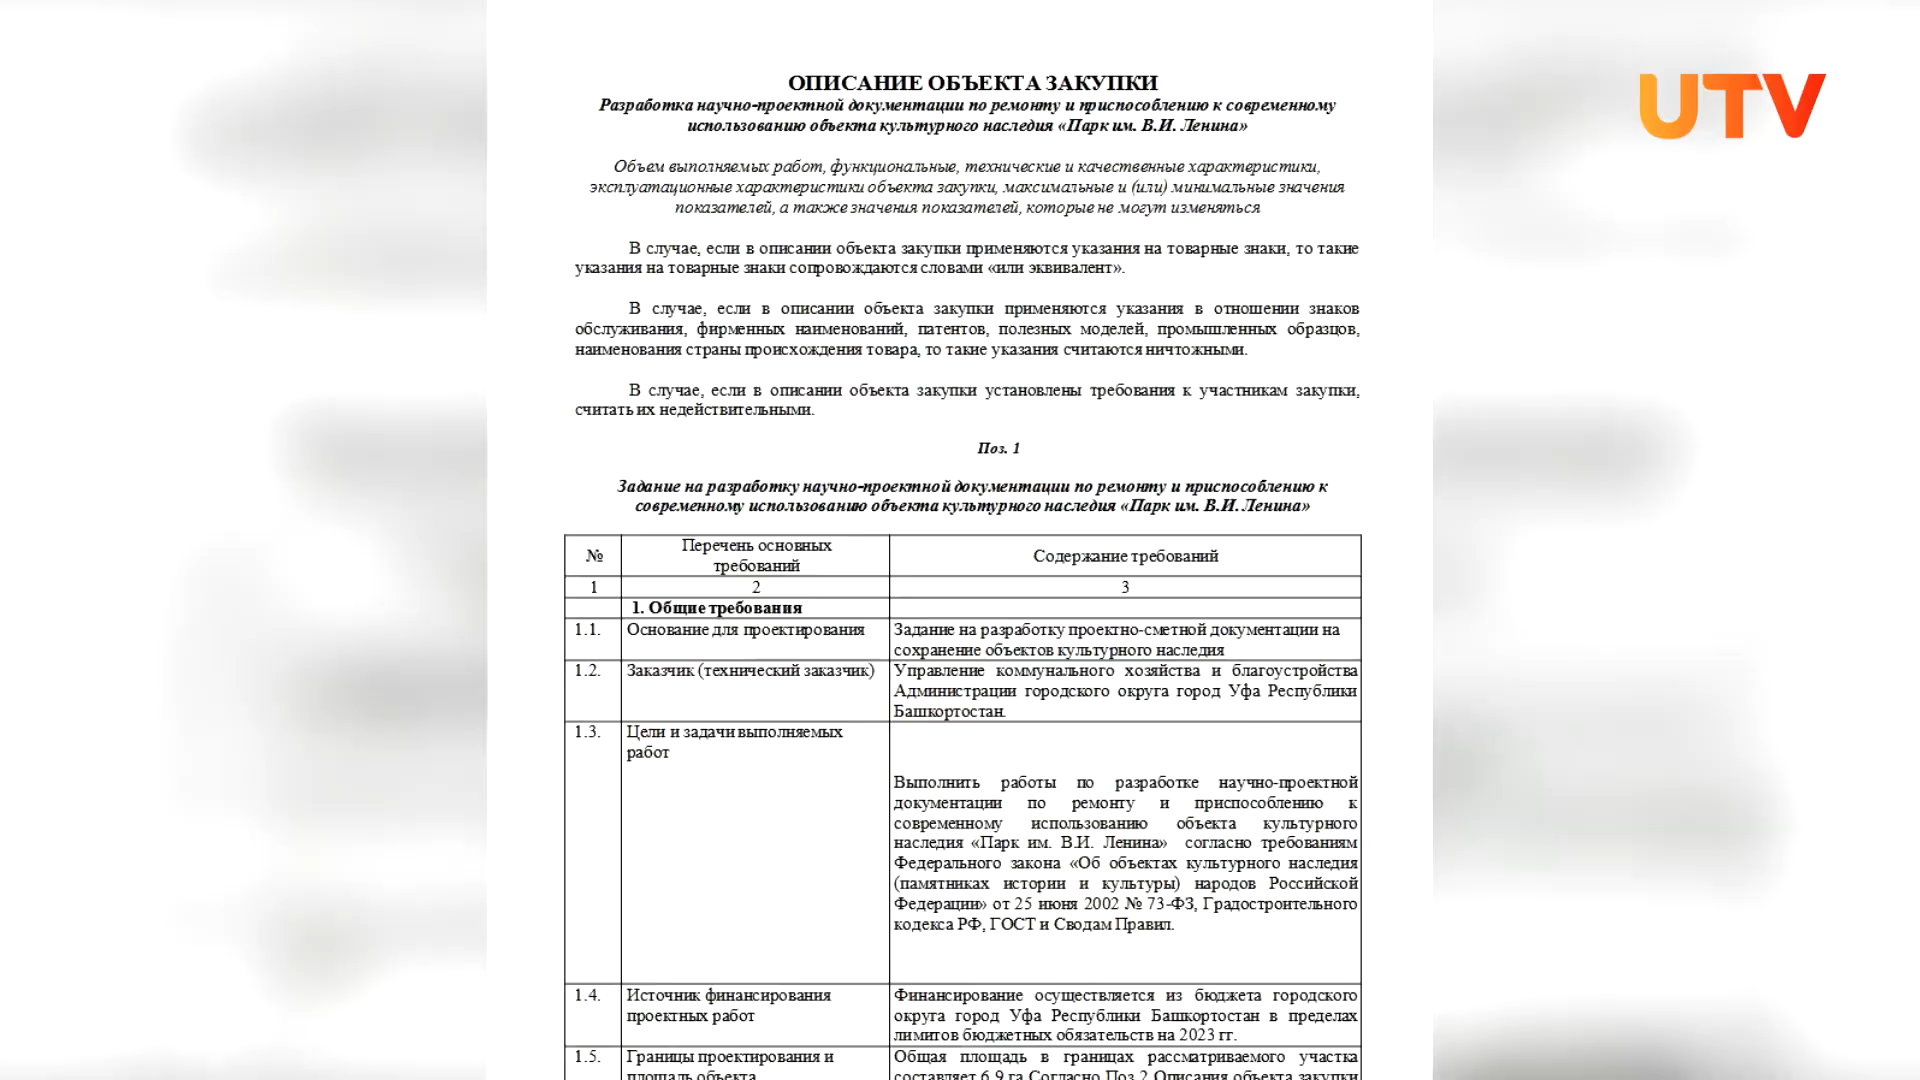 ОПИСАНИЕ ОБЪЕКТА ЗАКУПКИ
Разработка научно-проектной документации по ремонту и приспособлению к современному
использованию объекта культурного наследия «Парк им. В.И. Ленина»
UTV
Объем выполняемых работ, функциональные, технические и качественные характеристики,
эксплуатационные характеристики объекта закупки, максимальные и (или) минимальные значения
показателей, а также значения показателей, которые не могут изменяться
В случае, если в описании объекта закупки применяются указания на товарные знаки, то такие
указания на товарные знаки сопровождаются словами «или эквивалент».
В случае, если в описании объекта закупки применяются указания в отношении знаков
обслуживания, фирменных наименований, патентов, полезных моделей, промышленных образцов,
наименования страны происхождения товара, то такие указания считаются ничтожными.
В случае, если в описании объекта закупки установлены требования к участникам закупки,
считать их недействительными.
Поз. 1
Задание на разработку научно-проектной документации по ремонту и приспособлению к
современному использованию объекта культурного наследия «Парк им. В.И. Ленина»
№
Перечень основных
требований
Содержание требований
1
2
3
1. Общие требования
1.1.
Основание для проектирования
Задание на разработку проектно-сметной документации на
сохранение объектов культурного наследия
1.2.
Заказчик (технический заказчик)
Управление коммунального хозяйства и благоустройства
Администрации городского округа город Уфа Республики
Башкортостан.
1.3.
Цели и задачи выполняемых
работ
Выполнить работы по разработке научно-проектной
документации по ремонту и приспособлению к
современному использованию объекта культурного
наследия «Парк им. В.И. Ленина» согласно требованиям
Федерального закона «Об объектах культурного наследия
(памятниках истории и культуры) народов Российской
Федерации» от 25 июня 2002 № 73-ФЗ, Градостроительного
кодекса РФ, ГОСТ и Сводам Правил.
1.4.
Источник финансирования
проектных работ
Финансирование осуществляется из бюджета городского
округа город Уфа Республики Башкортостан в пределах
лимитов бюджетных обязательств на 2023 гг.
1.5.
Границы проектирования и
площадь объекта
Общая площадь в границах рассматриваемого участка
составляет 6,9 га Согласно Поз.2 Описания объекта закупки